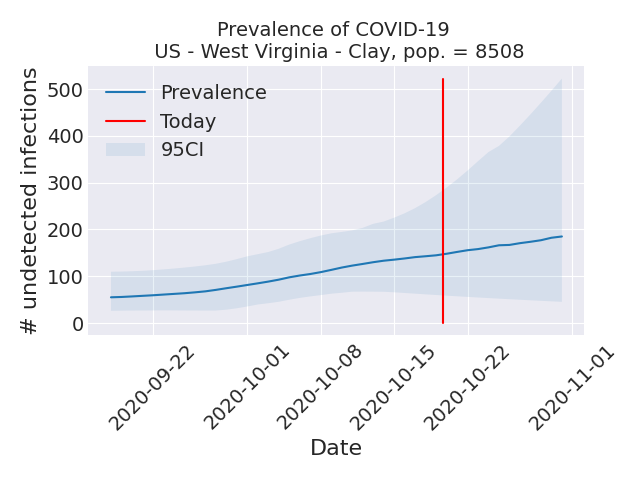 Prevalence of COVID-19
US - West Virginia - Clay, pop. = 8508
# undetected infections
500
400
300
200
100
0
Prevalence
Today
95CI
2020-09-22
2020-10-01
2020-10-08
2020-10-15
2020-10-22
2020-11-01
Date